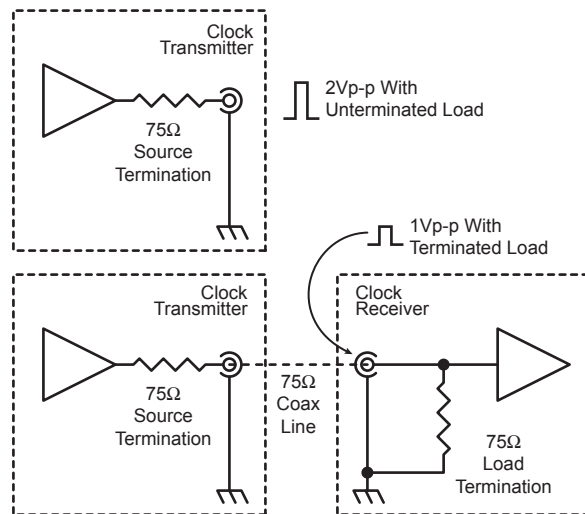 Clock
Transmitter
75Ω
Source
Termination
2Vp-p With
Unterminated Load
1Vp-p With
Terminated Load
Clock
Transmitter
75Ω
Source
Termination
75Ω
Coax
Line
Clock
Receiver
75Ω
Load
Termination